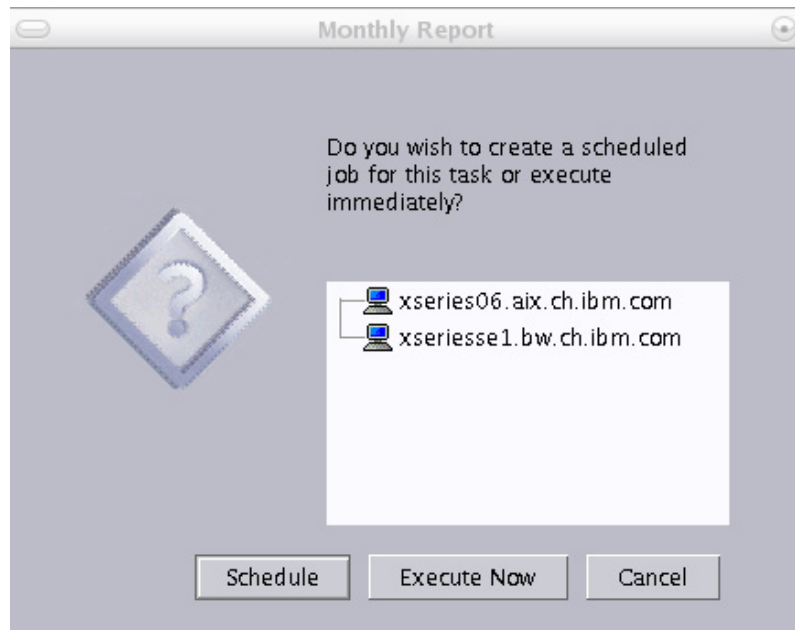 Monthly Report
Do you wish to create a scheduled
job for this task or execute
immediately?
?
xseries06.aix.ch.ibm.com
xseriesse1.bw.ch.ibm.com
Schedule Execute Now Cancel